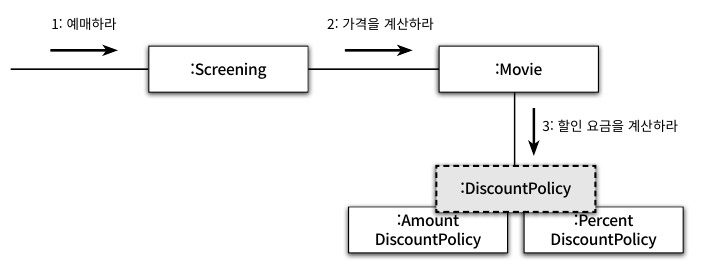 1: 예매하라
2: 가격을 계산하라
:Screening
:Movie
3: 할인 요금을 계산하라
:DiscountPolicy
:Amount
DiscountPolicy
:Percent
DiscountPolicy